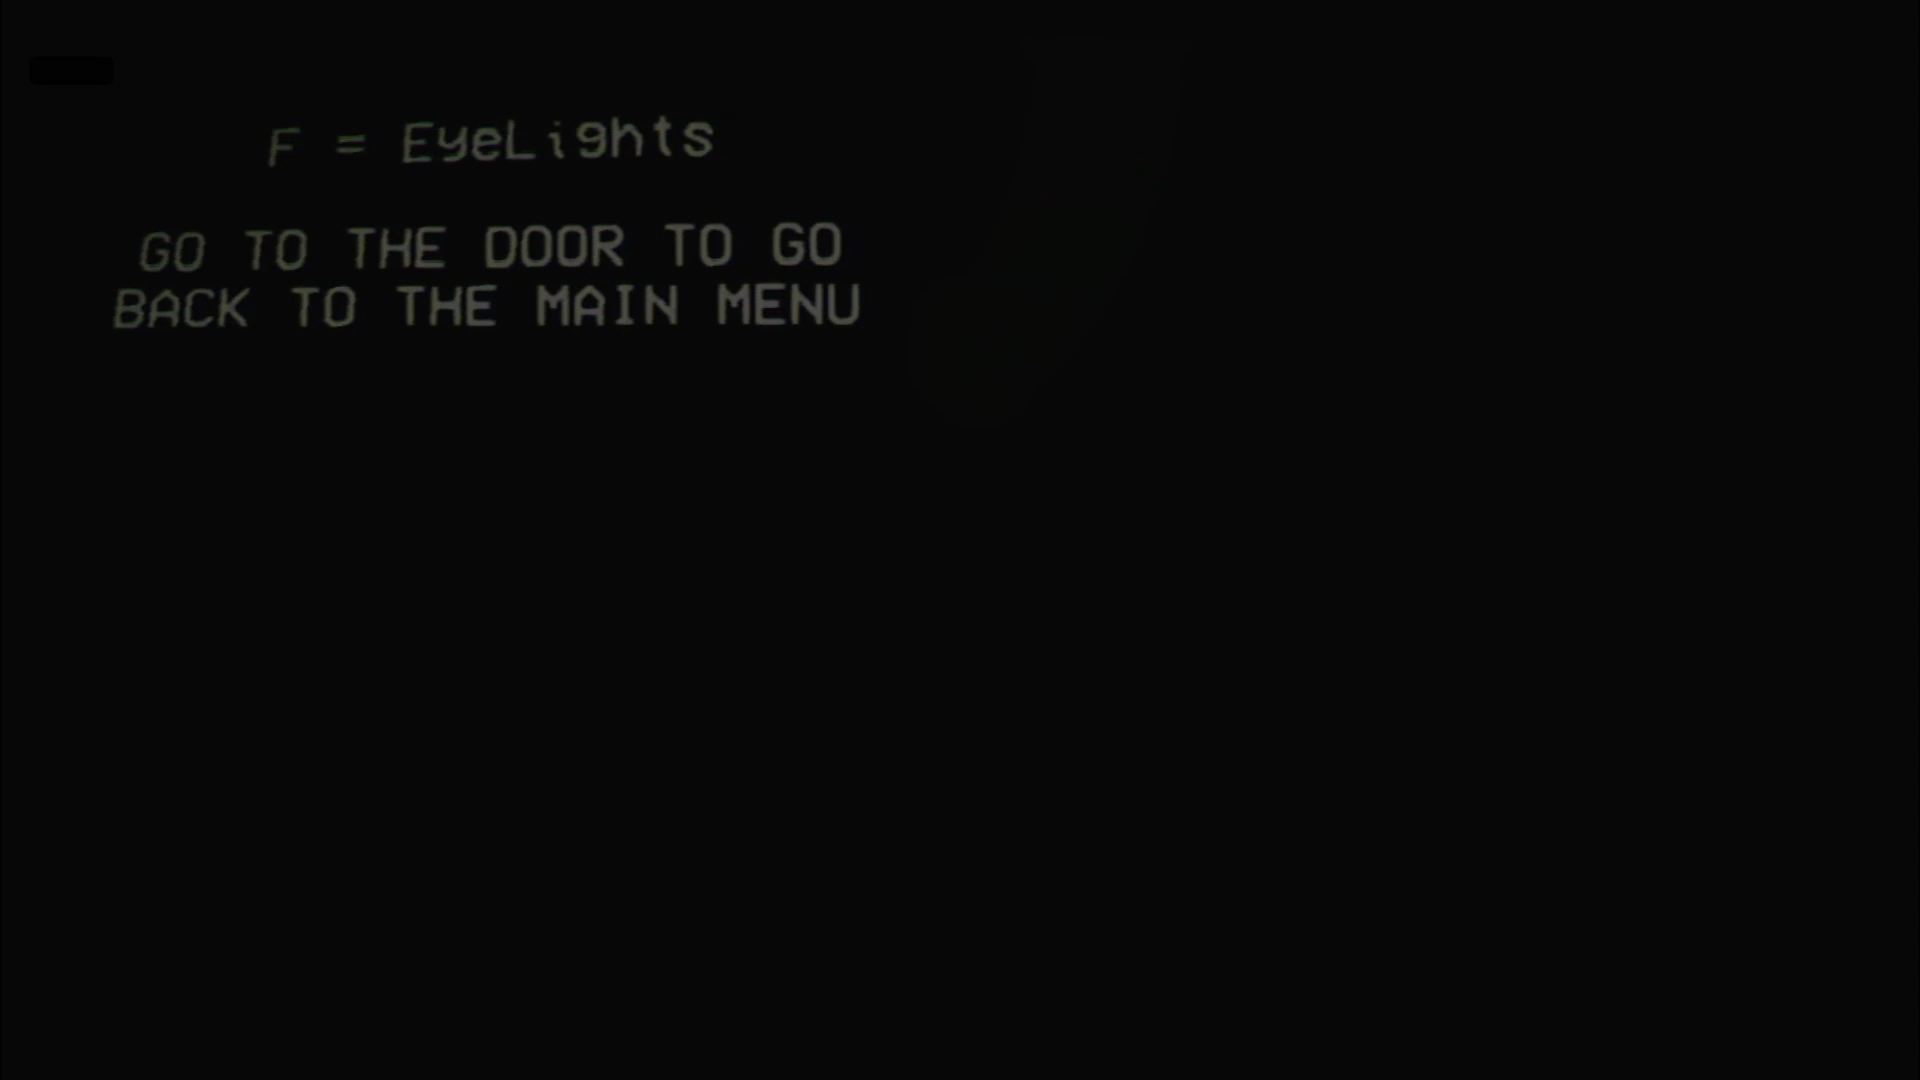 F = EyeLights
GO TO THE DOOR TO GO
BACK TO THE MAIN MENU